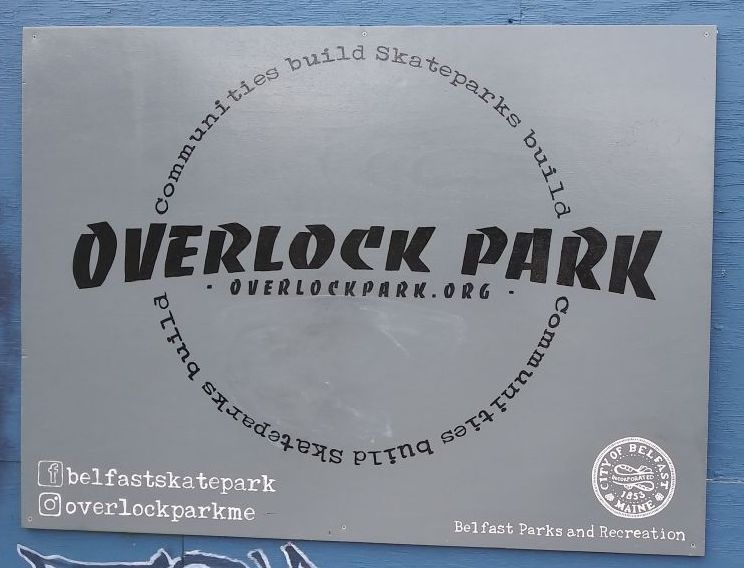 Communities build Skateparks build
OVERLOCK PARK
- OVERLOCKPARK.ORG -
Communities build Skateparks build
belfastskatepark
overlockparkme
CITY OF BELFAST
INCORPORATED
1853
MAINE
Belfast Parks and Recreation